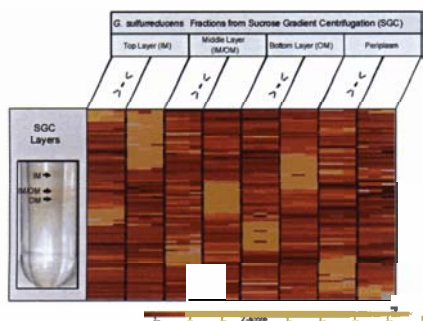 G. sulfurreducens Fractions from Sucrose Gradient Centrifugation (SGC)
Top Layer (IM)
Middle Layer
(IM/OM)
Bottom Layer (OM)
Periplasm
SGC
Layers
IM
IM/OM
OM
Z-score